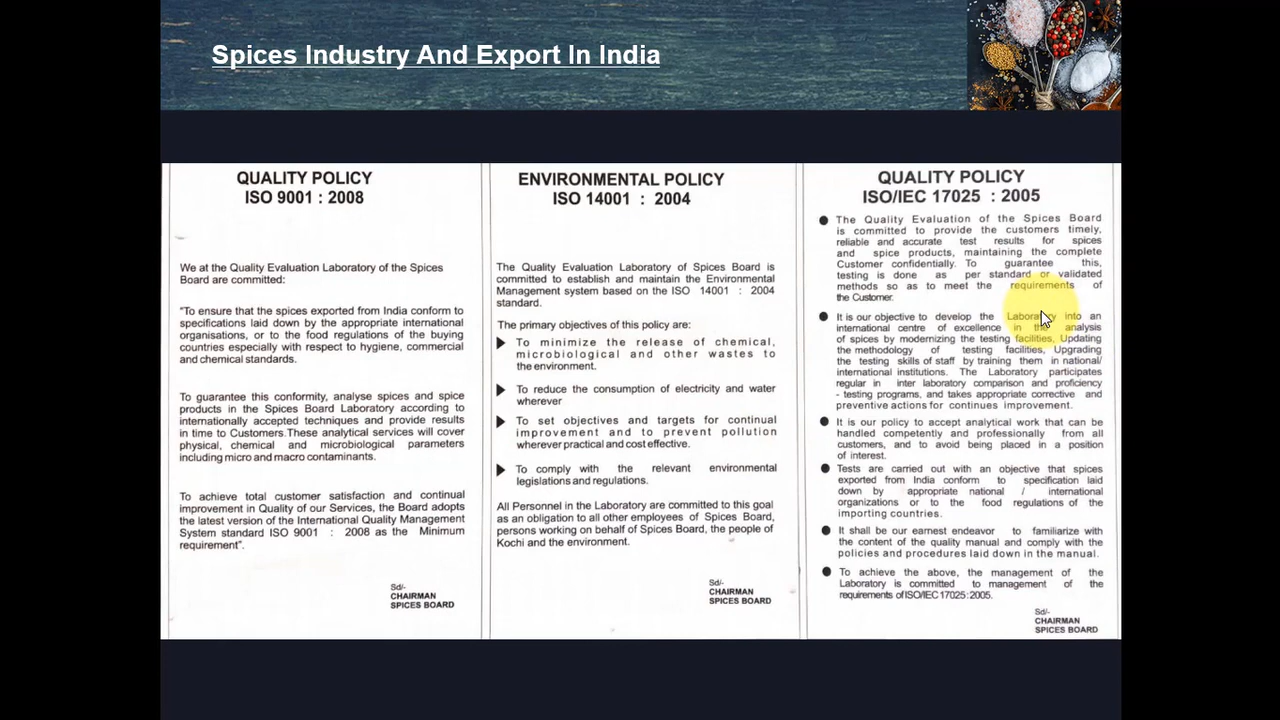 Spices Industry And Export In India
QUALITY POLICY
ISO 9001 : 2008
We at the Quality Evaluation Laboratory of the Spices
Board are committed:
"To ensure that the spices exported from India conform to
specifications laid down by the appropriate international
organisations, or to the food regulations of the buying
countries especially with respect to hygiene, commercial
and chemical standards.
To guarantee this conformity, analyse spices and spice
products in the Spices Board Laboratory according to
internationally accepted techniques and provide results
in time to Customers.These analytical services will cover
physical, chemical and microbiological parameters
including micro and macro contaminants.
To achieve total customer satisfaction and continual
improvement in Quality of our Services, the Board adopts
the latest version of the International Quality Management
System standard ISO 9001 : 2008 as the Minimum
requirement".
Sd/-
CHAIRMAN
SPICES BOARD
ENVIRONMENTAL POLICY
ISO 14001 : 2004
The Quality Evaluation Laboratory of Spices Board is
committed to establish and maintain the Environmental
Management system based on the ISO 14001 : 2004
standard.
The primary objectives of this policy are:
To minimize the release of chemical,
microbiological and other wastes to
the environment.
To reduce the consumption of electricity and water
wherever
To set objectives and targets for continual
improvement and to prevent pollution
wherever practical and cost effective.
To comply with the relevant environmental
legislations and regulations.
All Personnel in the Laboratory are committed to this goal
as an obligation to all other employees of Spices Board,
persons working on behalf of Spices Board, the people of
Kochi and the environment.
Sd/-
CHAIRMAN
SPICES BOARD
QUALITY POLICY
ISO/IEC 17025 : 2005
The Quality Evaluation of the Spices Board
is committed to provide the customers timely,
reliable and accurate test results for spices
and spice products, maintaining the complete
Customer confidentially. To guarantee this,
testing is done as per standard or validated
methods so as to meet the requirements of
the Customer.
It is our objective to develop the Laboratory into an
international centre of excellence in the analysis
of spices by modernizing the testing facilities, Updating
the methodology of testing facilities, Upgrading
the testing skills of staff by training them in national/
international institutions. The Laboratory participates
regular in inter laboratory comparison and proficiency
- testing programs, and takes appropriate corrective and
preventive actions for continues improvement.
It is our policy to accept analytical work that can be
handled competently and professionally from all
customers, and to avoid being placed in a position
of interest.
Tests are carried out with an objective that spices
exported from India conform to specification laid
down by appropriate national / international
organizations or to the food regulations of the
importing countries.
It shall be our earnest endeavor to familiarize with
the content of the quality manual and comply with the
policies and procedures laid down in the manual.
To achieve the above, the management of the
Laboratory is committed to management of the
requirements of ISO/IEC 17025:2005.
Sd/-
CHAIRMAN
SPICES BOARD